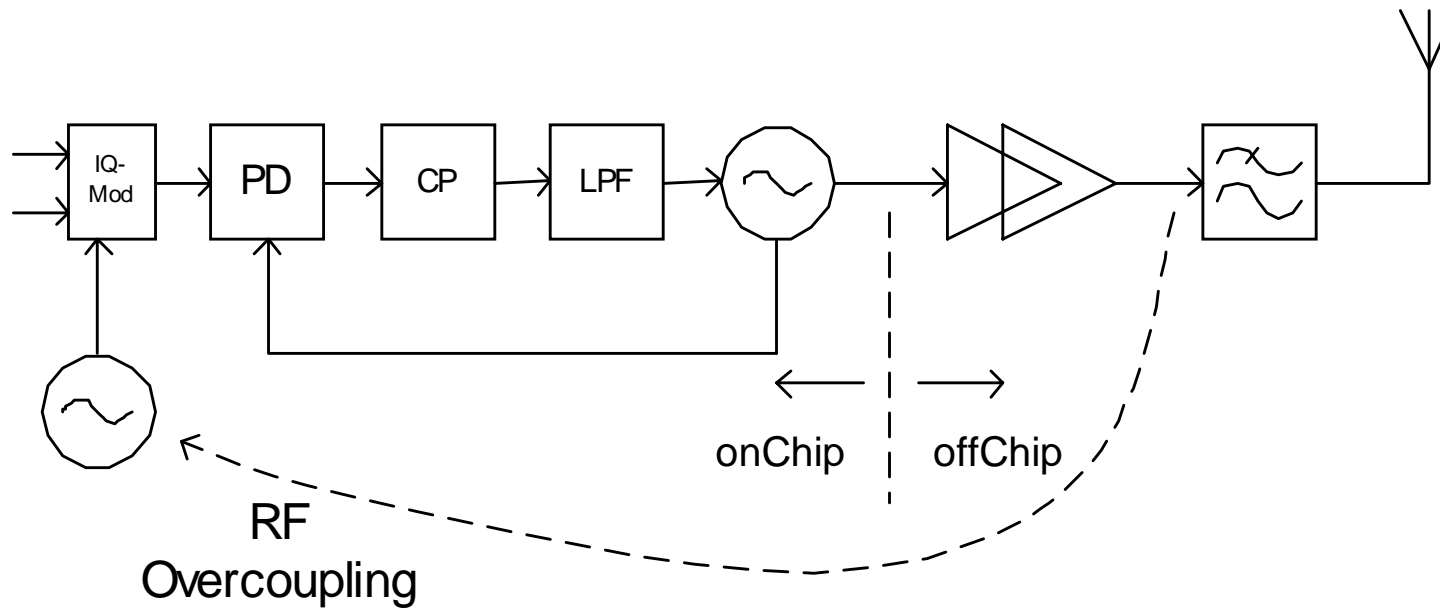 IQ-
Mod
PD
CP
LPF
onChip
offChip
RF
Overcoupling